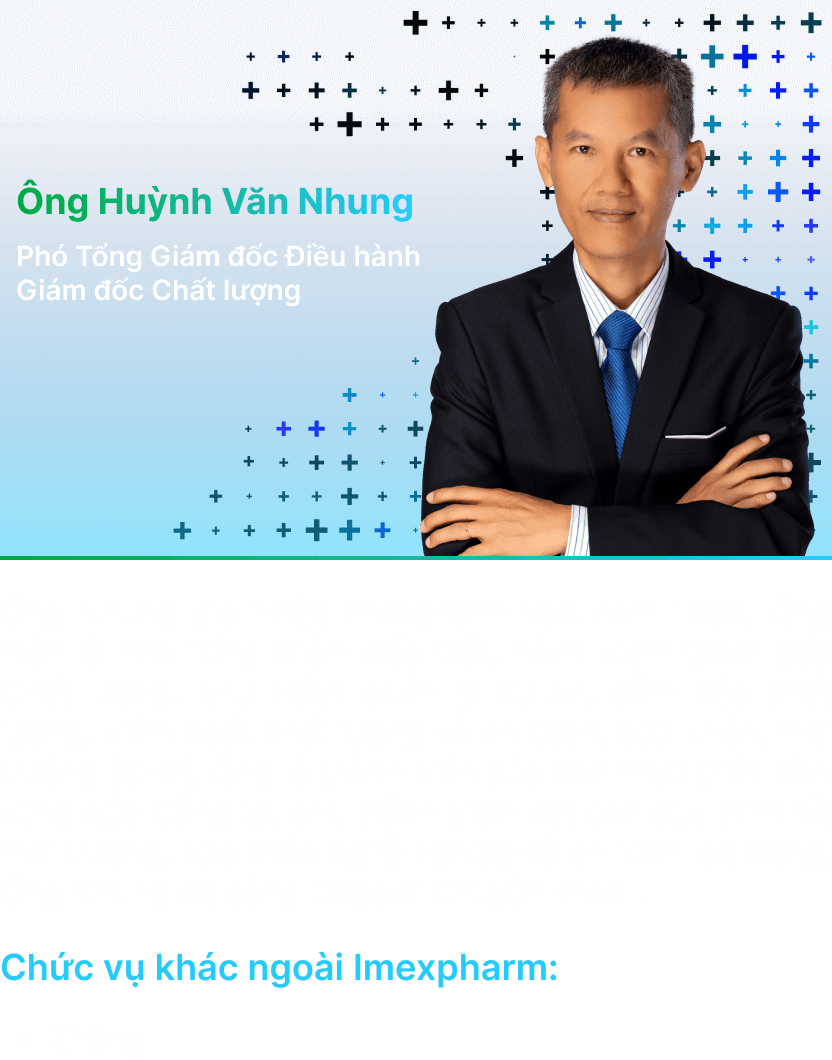 Ông Huỳnh Văn Nhung
Phó Tổng Giám đốc Điều hành
Giám đốc Chất lượng
Chức vụ khác ngoài Imexpharm: